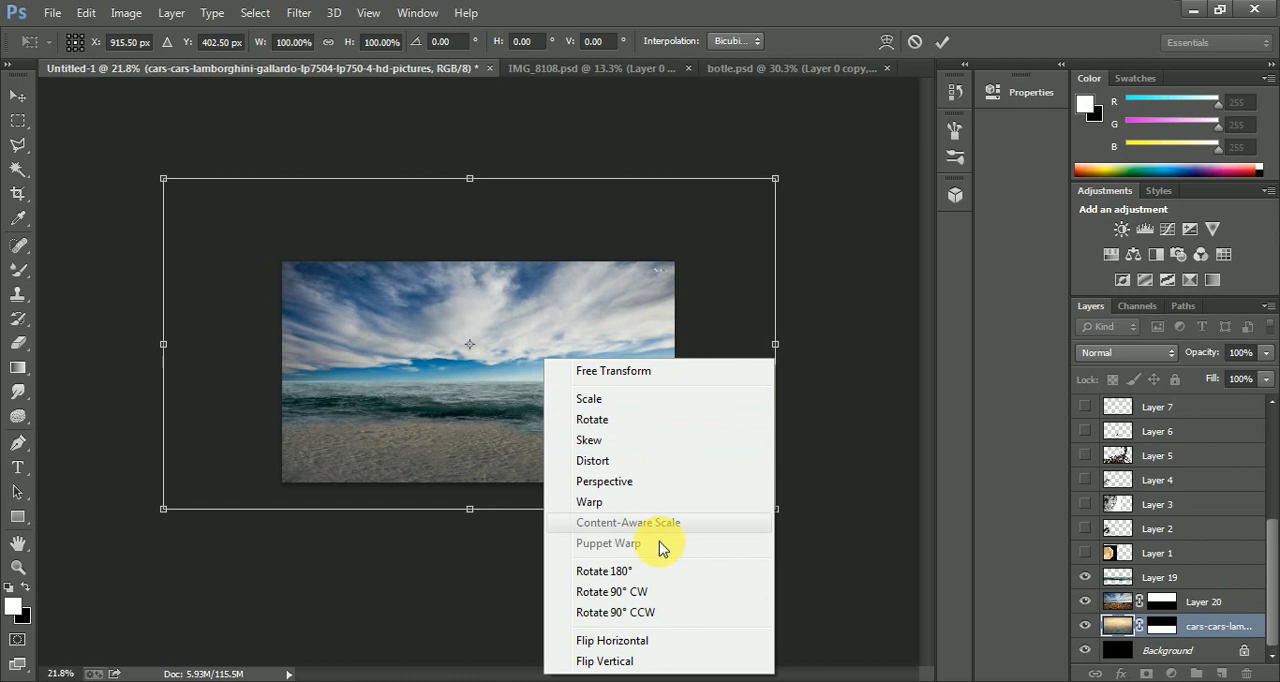 Ps File Edit Image Layer Type Select Filter 3D View Window Help
X: 915.50 px Y: 402.50 px W: 100.00% H: 100.00% 0.00 ° H: 0.00 ° V: 0.00 ° Interpolation: Bicubi... Essentials
Untitled-1 @ 21.8% (cars-cars-lamborghini-gallardo-lp7504-lp750-4-hd-pictures, RGB/8) * × IMG_8108.psd @ 13.3% (Layer 0 ... × botle.psd @ 30.3% (Layer 0 copy,... ×
Properties
Color Swatches
R 255
G 255
B 255
Adjustments Styles
Add an adjustment
Layers Channels Paths
Kind
Normal Opacity: 100%
Lock: Fill: 100%
Layer 7
Layer 6
Layer 5
Layer 4
Layer 3
Layer 2
Layer 1
Layer 19
Layer 20
cars-cars-lam...
Background
Free Transform
Scale
Rotate
Skew
Distort
Perspective
Warp
Content-Aware Scale
Puppet Warp
Rotate 180°
Rotate 90° CW
Rotate 90° CCW
Flip Horizontal
Flip Vertical
21.8% Doc: 5.93M/115.5M